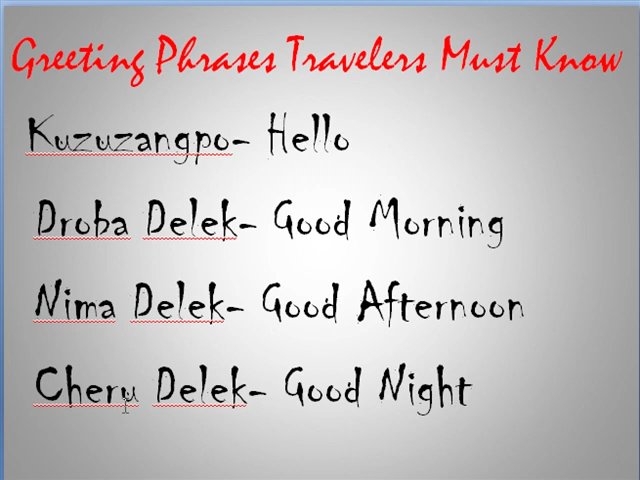 Greeting Phrases Travelers Must Know
Kuzuzangpo- Hello
Droba Delek- Good Morning
Nima Delek- Good Afternoon
Cheru Delek- Good Night